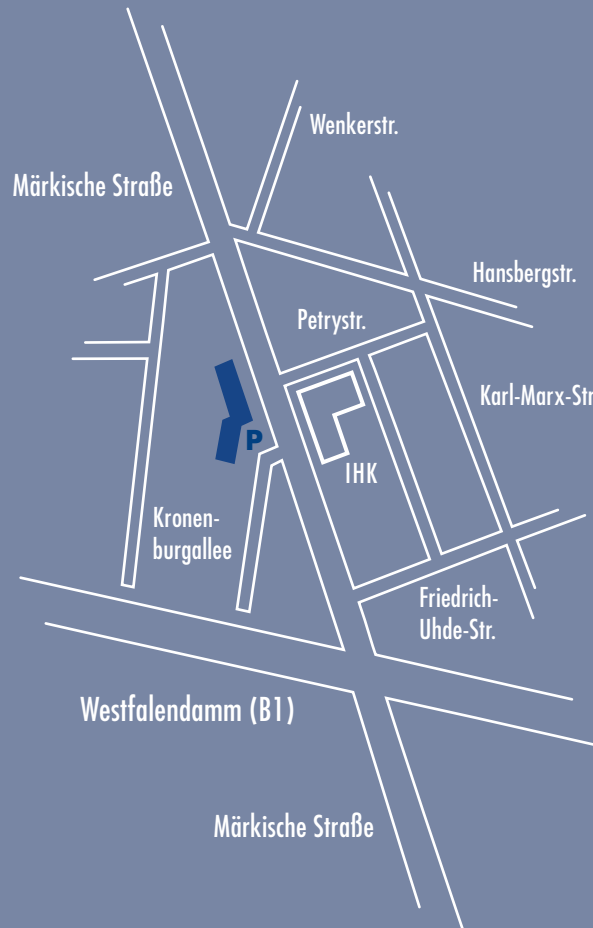 Wenkerstr.
Märkische Straße
Hansbergstr.
Petrystr.
Karl-Marx-Str
P
IHK
Kronen-
burgallee
Friedrich-
Uhde-Str.
Westfalendamm (B1)
Märkische Straße